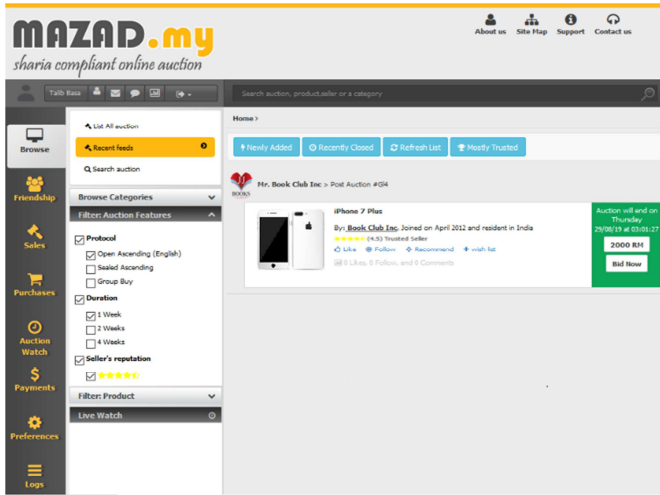 MAZAD.my
sharia compliant online auction
About us
Site Map
Support
Contact us
Talib Rasa
Search auction, product,seller or a category
Browse
Friendship
Sales
Purchases
Auction
Watch
Payments
Preferences
Logs
List All auction
Recent feeds
Search auction
Browse Categories
Filter: Auction Features
Protocol
Open Ascending (English)
Sealed Ascending
Group Buy
Duration
1 Week
2 Weeks
4 Weeks
Seller's reputation
Filter: Product
Live Watch
Home >
Newly Added
Recently Closed
Refresh List
Mostly Trusted
BOOKS
Mr. Book Club Inc > Post Auction #Gl4
iPhone 7 Plus
By: Book Club Inc. Joined on April 2012 and resident in India
(4.5) Trusted Seller
Like
Follow
Recommend
+ wish list
0 Likes, 0 Follow, and 0 Comments
Auction will end on
Thursday
29/08/19 at 03:01:27
2000 RM
Bid Now